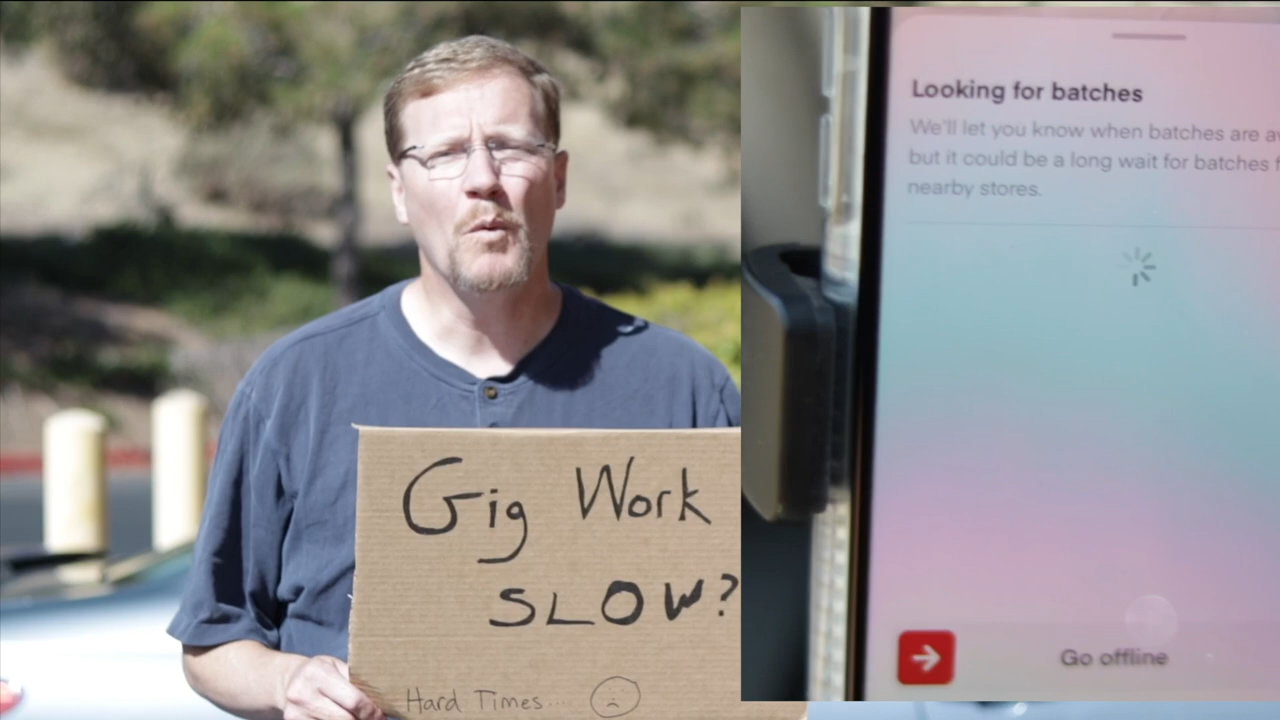 Gig Work
SLOW?
Hard Times....
Looking for batches
We'll let you know when batches are
but it could be a long wait for batches
nearby stores.
Go offline